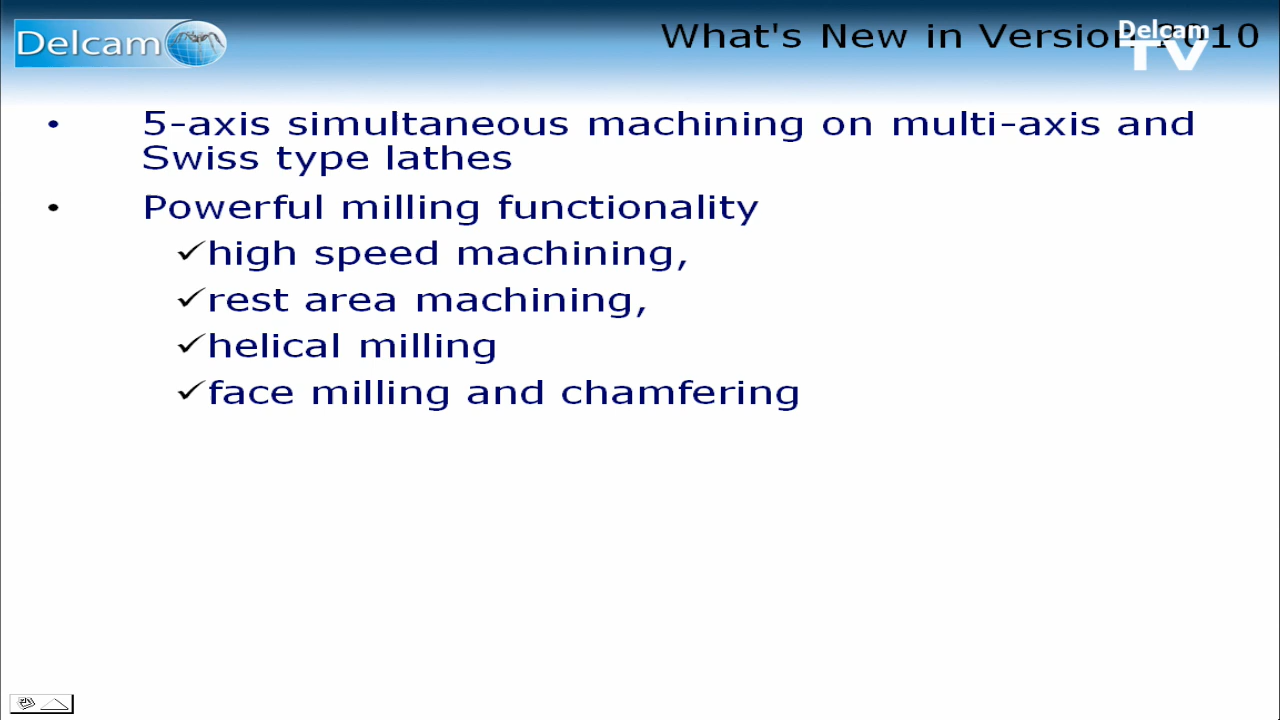 Delcam
What's New in Version 2010
Delcam
TV
• 5-axis simultaneous machining on multi-axis and
Swiss type lathes
• Powerful milling functionality
✓high speed machining,
✓rest area machining,
✓helical milling
✓face milling and chamfering